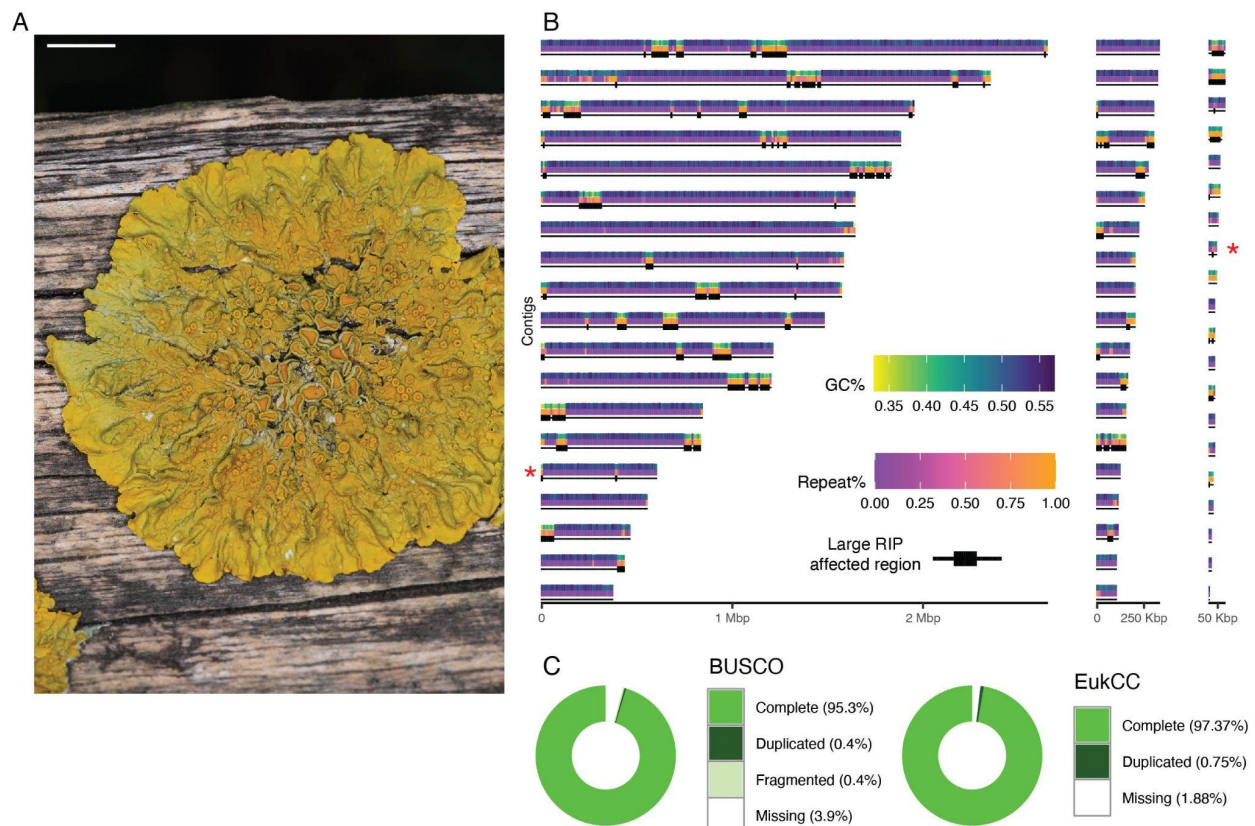 A
B
Contigs
*
*
GC%
0.35 0.40 0.45 0.50 0.55
Repeat%
0.00 0.25 0.50 0.75 1.00
Large RIP
affected region
0 1 Mbp 2 Mbp
0 250 Kbp
50 Kbp
C
BUSCO
Complete (95.3%)
Duplicated (0.4%)
Fragmented (0.4%)
Missing (3.9%)
EukCC
Complete (97.37%)
Duplicated (0.75%)
Missing (1.88%)